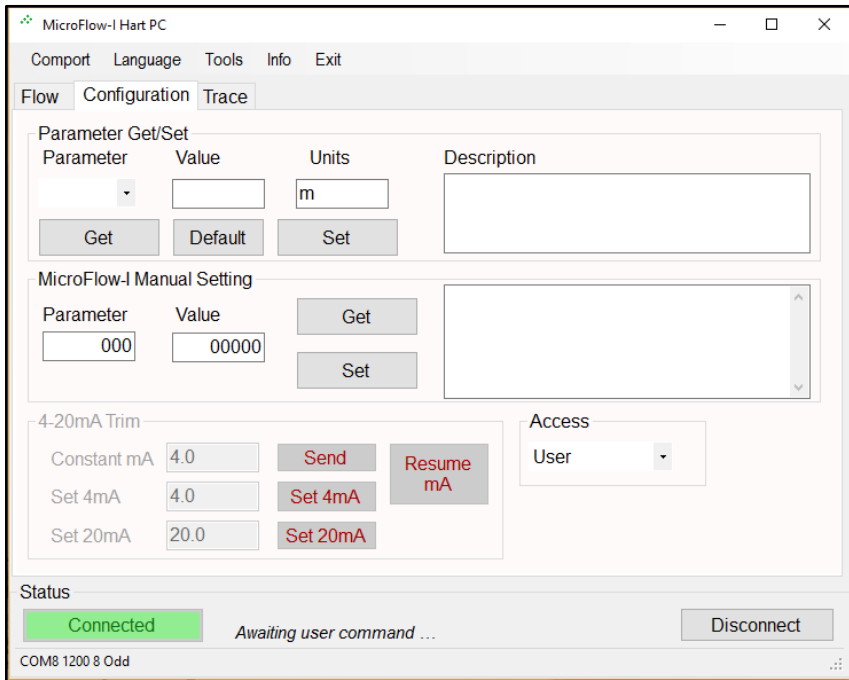 MicroFlow-I Hart PC
Comport Language Tools Info Exit
Flow Configuration Trace
Parameter Get/Set
Parameter Value Units Description
m
Get Default Set
MicroFlow-I Manual Setting
Parameter Value Get
000 00000
Set
4-20mA Trim Access
Constant mA 4.0 Send Resume mA User
Set 4mA 4.0 Set 4mA
Set 20mA 20.0 Set 20mA
Status
Connected Awaiting user command ... Disconnect
COM8 1200 8 Odd